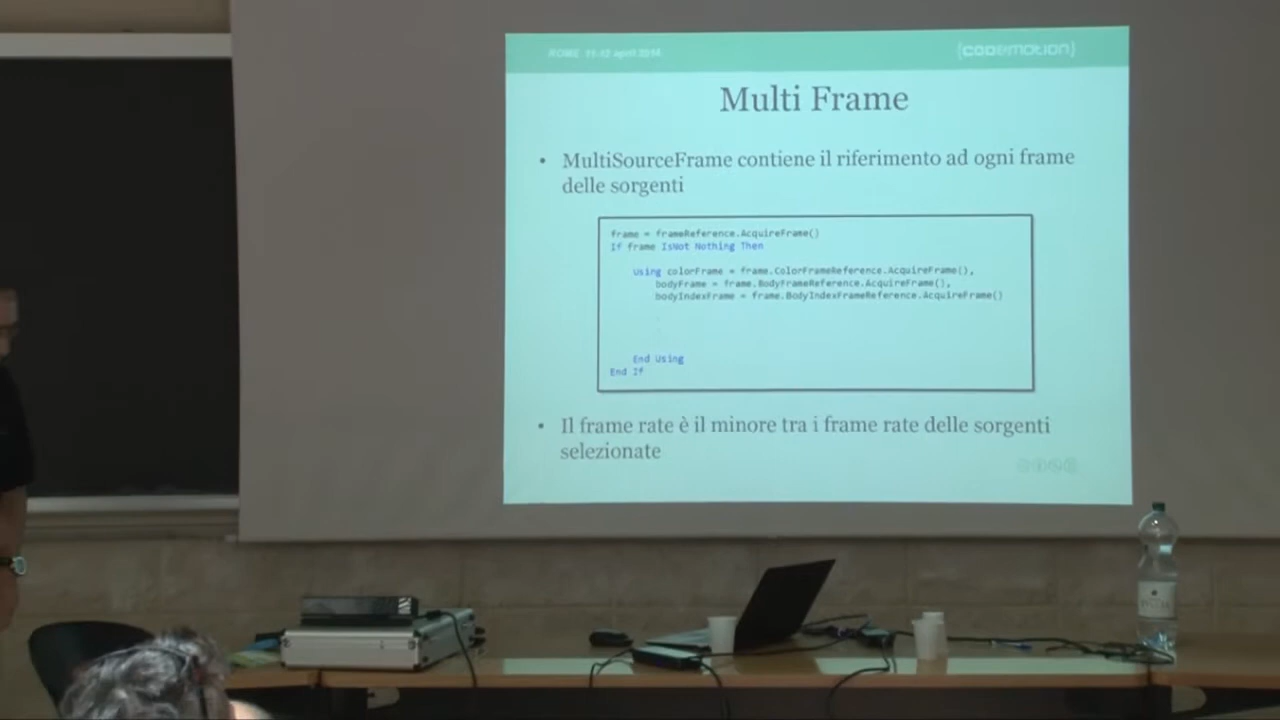 ROME 11-12 april 2014
{codemotion}
Multi Frame
• MultiSourceFrame contiene il riferimento ad ogni frame
delle sorgenti
frame = frameReference.AcquireFrame()
If frame IsNot Nothing Then
Using colorFrame = frame.ColorFrameReference.AcquireFrame(),
bodyFrame = frame.BodyFrameReference.AcquireFrame(),
bodyIndexFrame = frame.BodyIndexFrameReference.AcquireFrame()
End Using
End If
• Il frame rate è il minore tra i frame rate delle sorgenti
selezionate